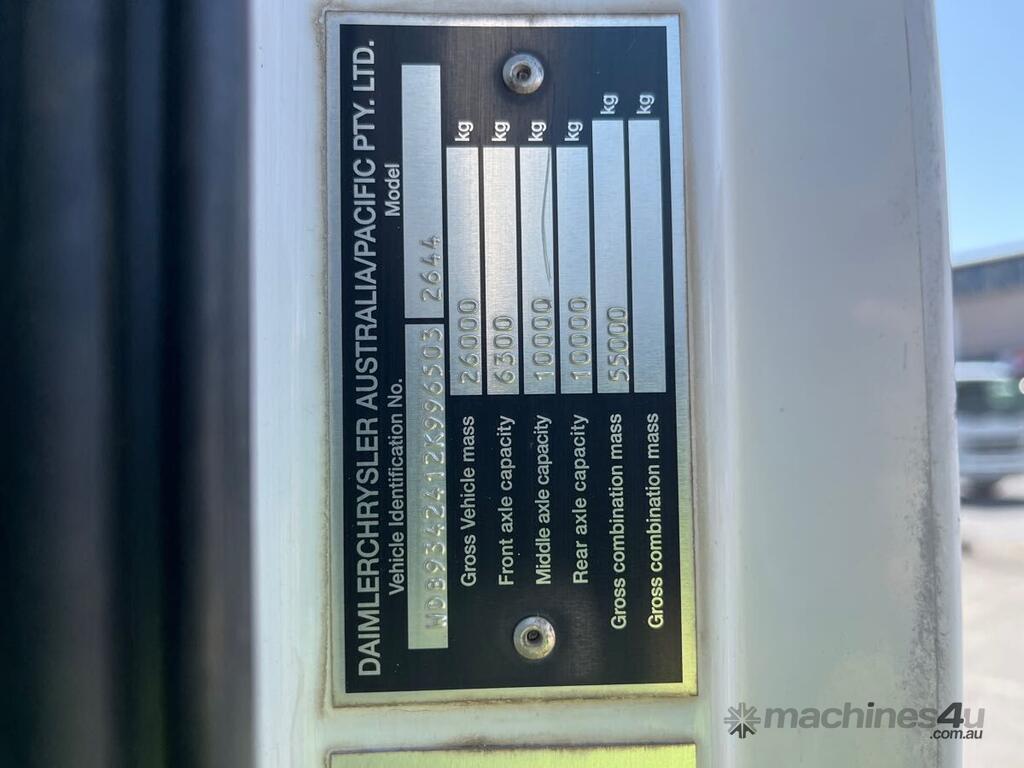 DAIMLERCHRYSLER AUSTRALIA/PACIFIC PTY. LTD.
Vehicle Identification No. Model
WDB9342412K996503 2644
Gross Vehicle mass 26000 kg
Front axle capacity 6300 kg
Middle axle capacity 10000 kg
Rear axle capacity 10000 kg
Gross combination mass 55000 kg
Gross combination mass kg
machines4u
.com.au